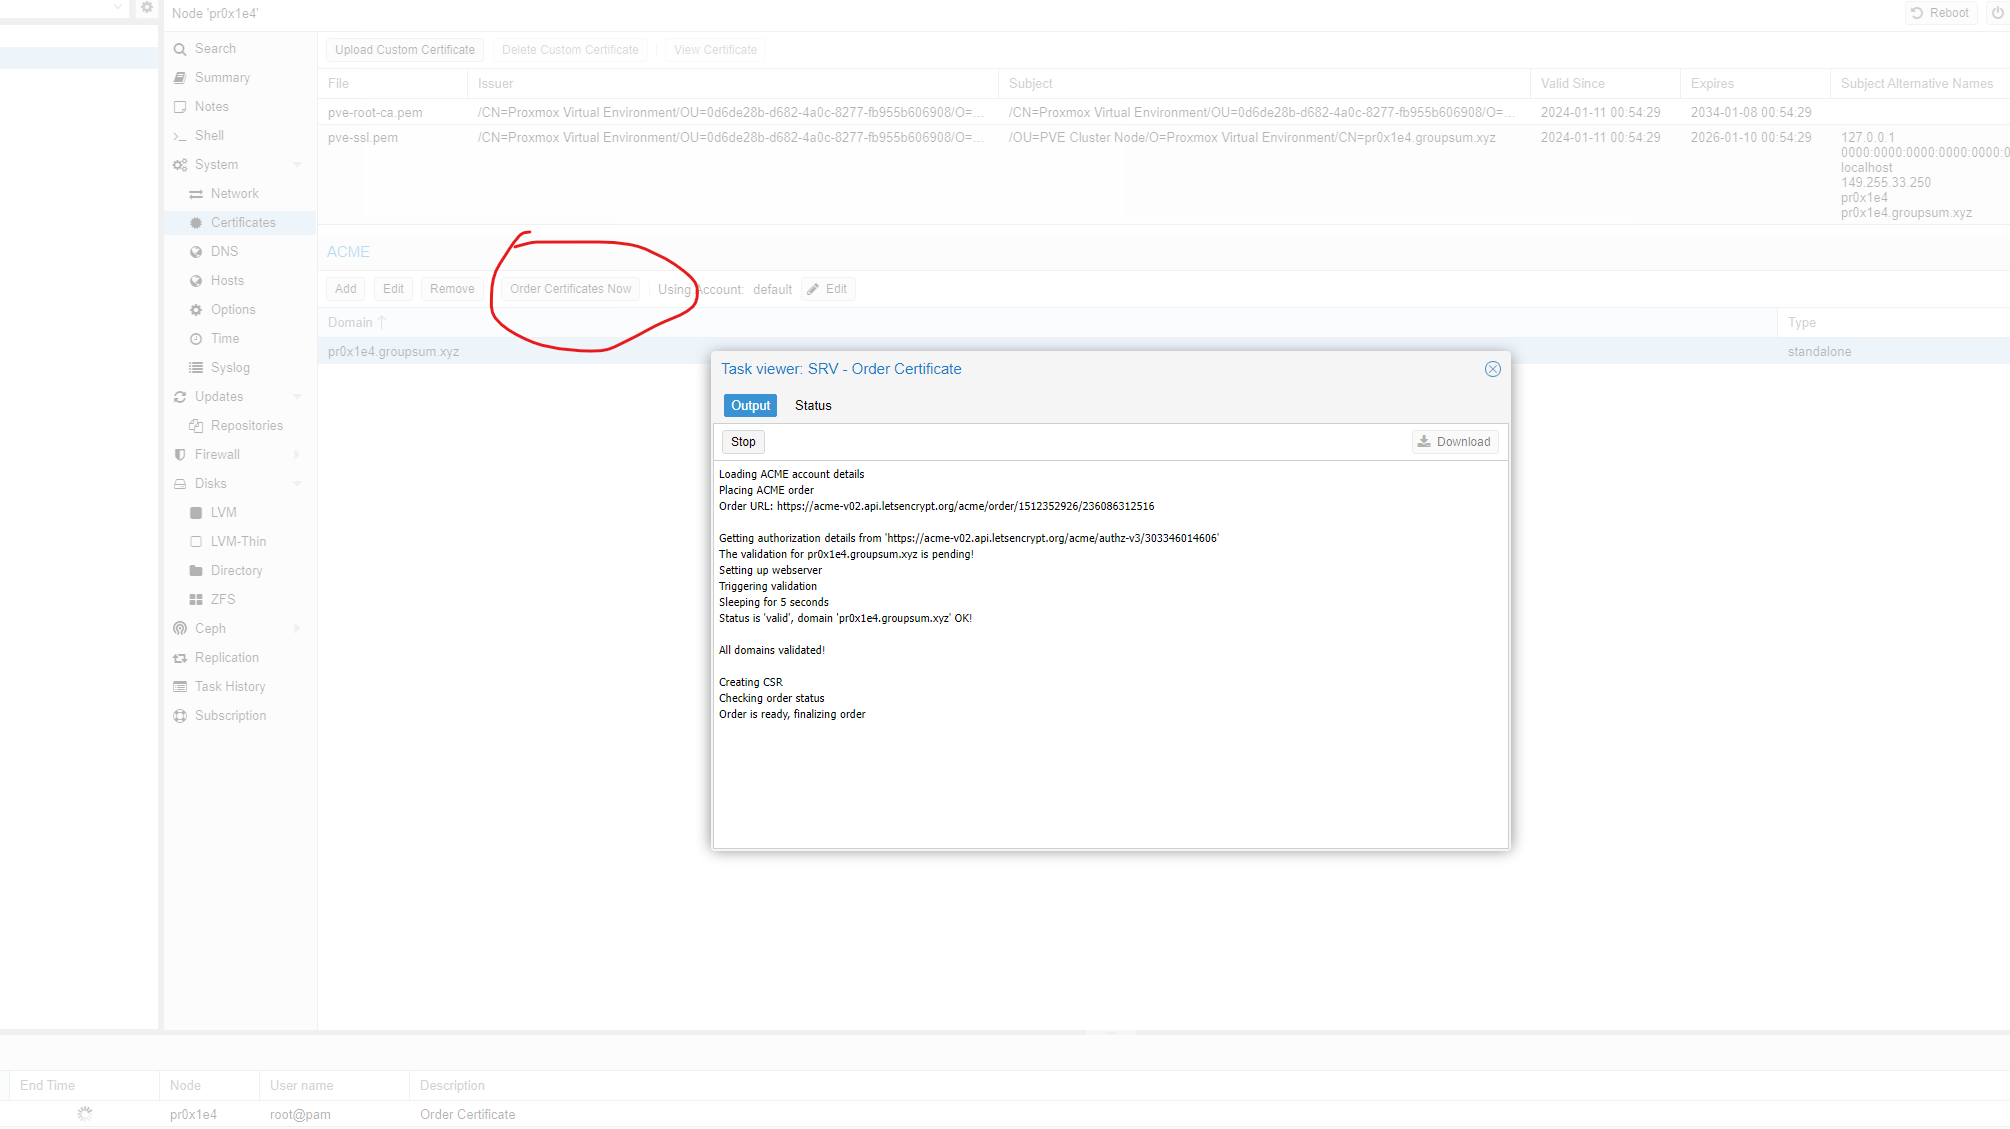 Node 'pr0x1e4'
Reboot
Search
Summary
Notes
Shell
System
Network
Certificates
DNS
Hosts
Options
Time
Syslog
Updates
Repositories
Firewall
Disks
LVM
LVM-Thin
Directory
ZFS
Ceph
Replication
Task History
Subscription
Upload Custom Certificate Delete Custom Certificate View Certificate
File Issuer Subject Valid Since Expires Subject Alternative Names
pve-root-ca.pem /CN=Proxmox Virtual Environment/OU=0d6de28b-d682-4a0c-8277-fb955b606908/O=... /CN=Proxmox Virtual Environment/OU=0d6de28b-d682-4a0c-8277-fb955b606908/O=... 2024-01-11 00:54:29 2034-01-08 00:54:29
pve-ssl.pem /CN=Proxmox Virtual Environment/OU=0d6de28b-d682-4a0c-8277-fb955b606908/O=... /OU=PVE Cluster Node/O=Proxmox Virtual Environment/CN=pr0x1e4.groupsum.xyz 2024-01-11 00:54:29 2026-01-10 00:54:29 127.0.0.1
0000:0000:0000:0000:0000:0
localhost
149.255.33.250
pr0x1e4
pr0x1e4.groupsum.xyz
ACME
Add Edit Remove Order Certificates Now Using Account: default Edit
Domain Type
pr0x1e4.groupsum.xyz standalone
Task viewer: SRV - Order Certificate
Output Status
Stop Download
Loading ACME account details
Placing ACME order
Order URL: https://acme-v02.api.letsencrypt.org/acme/order/1512352926/236086312516
Getting authorization details from 'https://acme-v02.api.letsencrypt.org/acme/authz-v3/303346014606'
The validation for pr0x1e4.groupsum.xyz is pending!
Setting up webserver
Triggering validation
Sleeping for 5 seconds
Status is 'valid', domain 'pr0x1e4.groupsum.xyz' OK!
All domains validated!
Creating CSR
Checking order status
Order is ready, finalizing order
End Time Node User name Description
pr0x1e4 root@pam Order Certificate